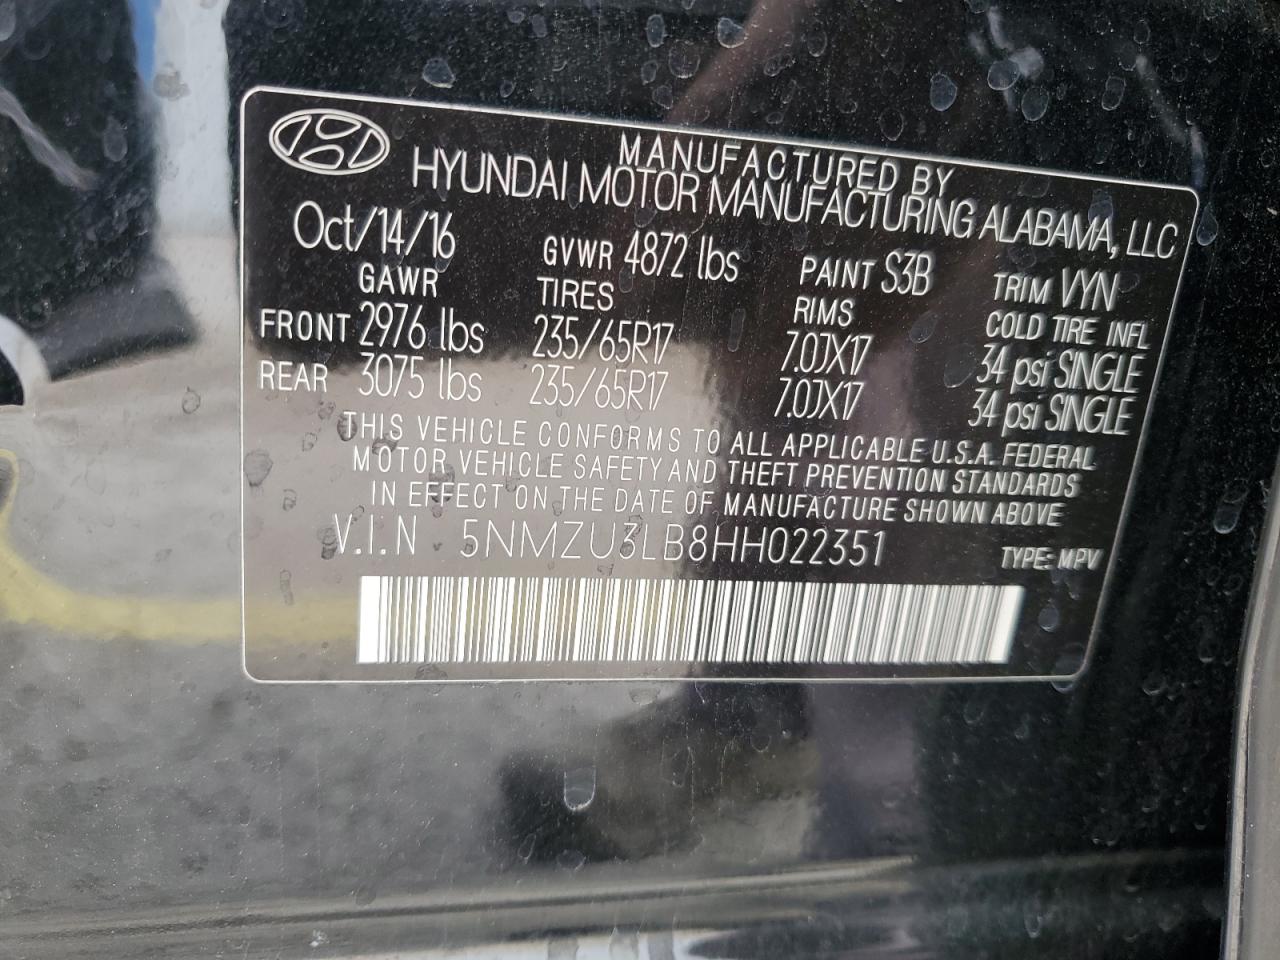 MANUFACTURED BY
HYUNDAI MOTOR MANUFACTURING ALABAMA, LLC
Oct/14/16 GVWR 4872 lbs PAINT S3B TRIM VYN
GAWR TIRES RIMS COLD TIRE INFL
FRONT 2976 lbs 235/65R17 7.0JX17 34 psi SINGLE
REAR 3075 lbs 235/65R17 7.0JX17 34 psi SINGLE
THIS VEHICLE CONFORMS TO ALL APPLICABLE U.S.A. FEDERAL
MOTOR VEHICLE SAFETY AND THEFT PREVENTION STANDARDS
IN EFFECT ON THE DATE OF MANUFACTURE SHOWN ABOVE
V.I.N 5NMZU3LB8HH022351 TYPE: MPV